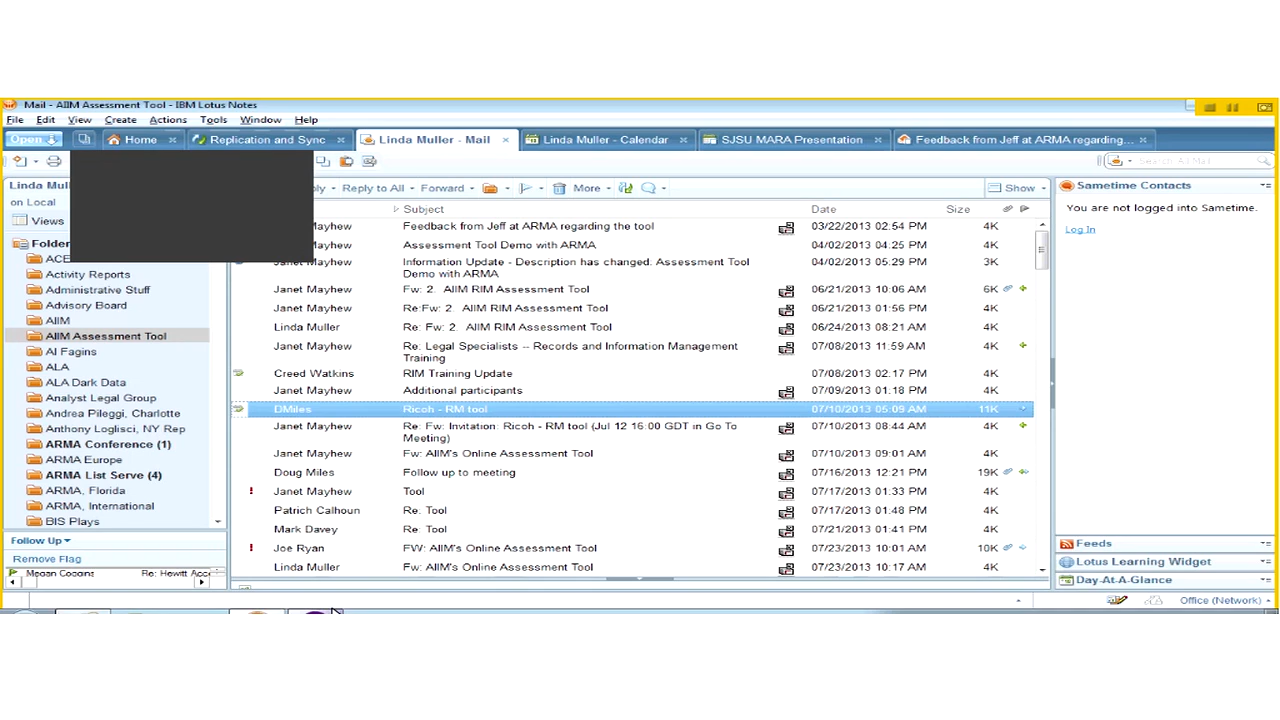 Mail - AIIM Assessment Tool - IBM Lotus Notes
File Edit View Create Actions Tools Window Help
Open Home Replication and Sync Linda Muller - Mail Linda Muller - Calendar SJSU MARA Presentation Feedback from Jeff at ARMA regarding...
Search All Mail
Linda Mul
on Local
Views
Folder
ACE
Activity Reports
Administrative Stuff
Advisory Board
AIIM
AIIM Assessment Tool
Al Fagins
ALA
ALA Dark Data
Analyst Legal Group
Andrea Pileggi, Charlotte
Anthony Loglisci, NY Rep
ARMA Conference (1)
ARMA Europe
ARMA List Serve (4)
ARMA, Florida
ARMA, International
BIS Plays
Follow Up
Remove Flag
Megan Coggins Re: Hewitt Acc
ply Reply to All Forward More Show
Subject Date Size
Mayhew Feedback from Jeff at ARMA regarding the tool 03/22/2013 02:54 PM 4K
Mayhew Assessment Tool Demo with ARMA 04/02/2013 04:25 PM 4K
Janet Mayhew Information Update - Description has changed. Assessment Tool 04/02/2013 05:29 PM 3K
Demo with ARMA
Janet Mayhew Fw: 2. AIIM RIM Assessment Tool 06/21/2013 10:06 AM 6K
Janet Mayhew Re:Fw: 2. AIIM RIM Assessment Tool 06/21/2013 01:56 PM 4K
Linda Muller Re: Fw: 2. AIIM RIM Assessment Tool 06/24/2013 08:21 AM 4K
Janet Mayhew Re: Legal Specialists -- Records and Information Management 07/08/2013 11:59 AM 4K
Training
Creed Watkins RIM Training Update 07/08/2013 02:17 PM 4K
Janet Mayhew Additional participants 07/09/2013 01:18 PM 4K
DMiles Ricoh - RM tool 07/10/2013 05:09 AM 11K
Janet Mayhew Re: Fw: Invitation: Ricoh - RM tool (Jul 12 16:00 GDT in Go To 07/10/2013 08:44 AM 4K
Meeting)
Janet Mayhew Fw: AIIM's Online Assessment Tool 07/10/2013 09:01 AM 4K
Doug Miles Follow up to meeting 07/16/2013 12:21 PM 19K
! Janet Mayhew Tool 07/17/2013 01:33 PM 4K
Patrick Calhoun Re: Tool 07/17/2013 01:48 PM 4K
Mark Davey Re: Tool 07/21/2013 01:41 PM 4K
! Joe Ryan FW: AIIM's Online Assessment Tool 07/23/2013 10:01 AM 10K
Linda Muller Fw: AIIM's Online Assessment Tool 07/23/2013 10:17 AM 4K
Sametime Contacts
You are not logged into Sametime.
Log In
Feeds
Lotus Learning Widget
Day-At-A-Glance
Office (Network)